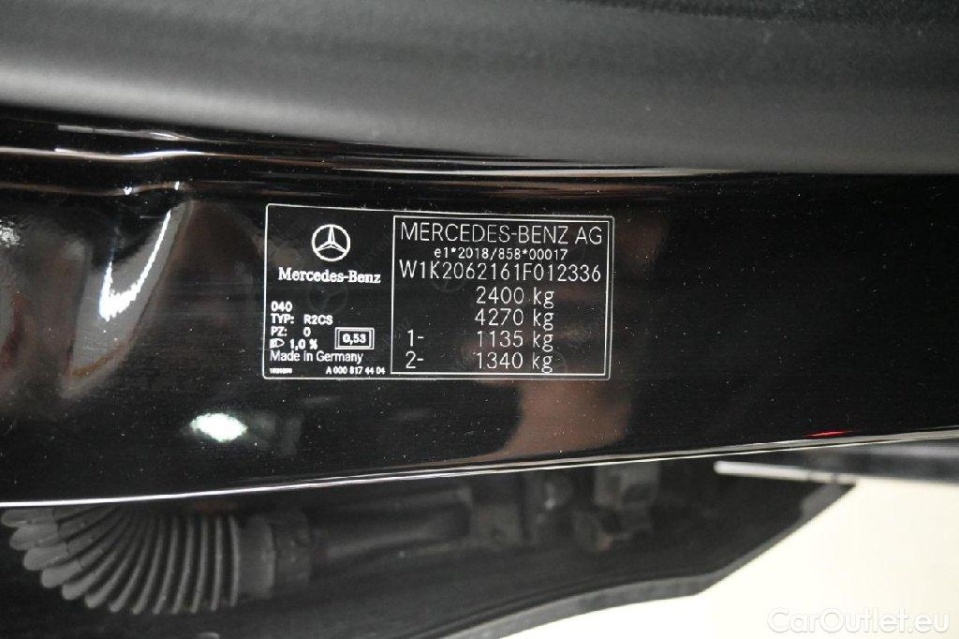 Mercedes-Benz
040
TYP: R2CS
PZ: 0
1,0 %
0,53
Made in Germany
A 000 817 44 04
MERCEDES-BENZ AG
e1*2018/858*00017
W1K2062161F012336
2400 kg
4270 kg
1- 1135 kg
2- 1340 kg
CarOutlet.eu